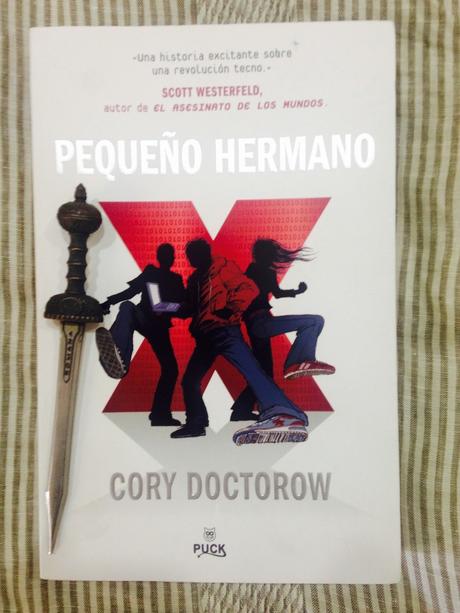 -Una historia excitante sobre
una revolución tecno.-
SCOTT WESTERFELD,
autor de EL ASESINATO DE LOS MUNDOS.
PEQUEÑO HERMANO
CORY DOCTOROW
PUCK